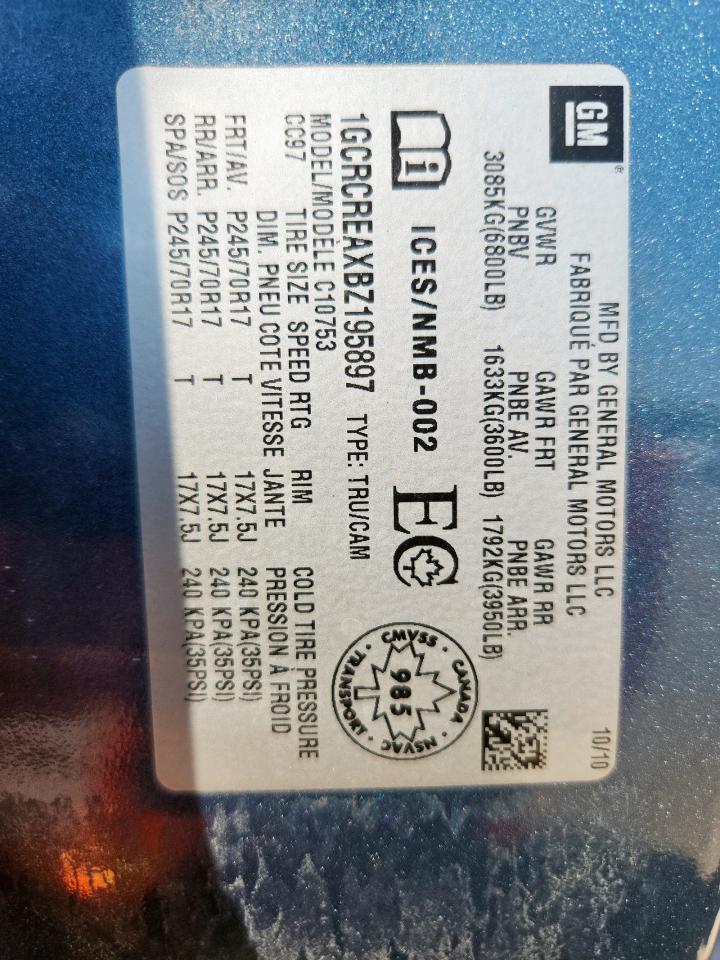 GM ®
MFD BY GENERAL MOTORS LLC 10/10
FABRIQUÉ PAR GENERAL MOTORS LLC
GVWR GAWR FRT GAWR RR
PNBV PNBE AV. PNBE ARR.
3085KG(6800LB) 1633KG(3600LB) 1792KG(3950LB)
i ICES/NMB-002 EC
CMVSS · CANADA · NSVAC · TRANSPORT ·
985
1GCRCREAXBZ195897 TYPE: TRU/CAM
MODEL/MODÈLE C10753
CC97 TIRE SIZE SPEED RTG RIM COLD TIRE PRESSURE
DIM. PNEU COTE VITESSE JANTE PRESSION À FROID
FRT/AV. P245/70R17 T 17X7.5J 240 KPA(35PSI)
RR/ARR. P245/70R17 T 17X7.5J 240 KPA(35PSI)
SPA/SOS P245/70R17 T 17X7.5J 240 KPA(35PSI)